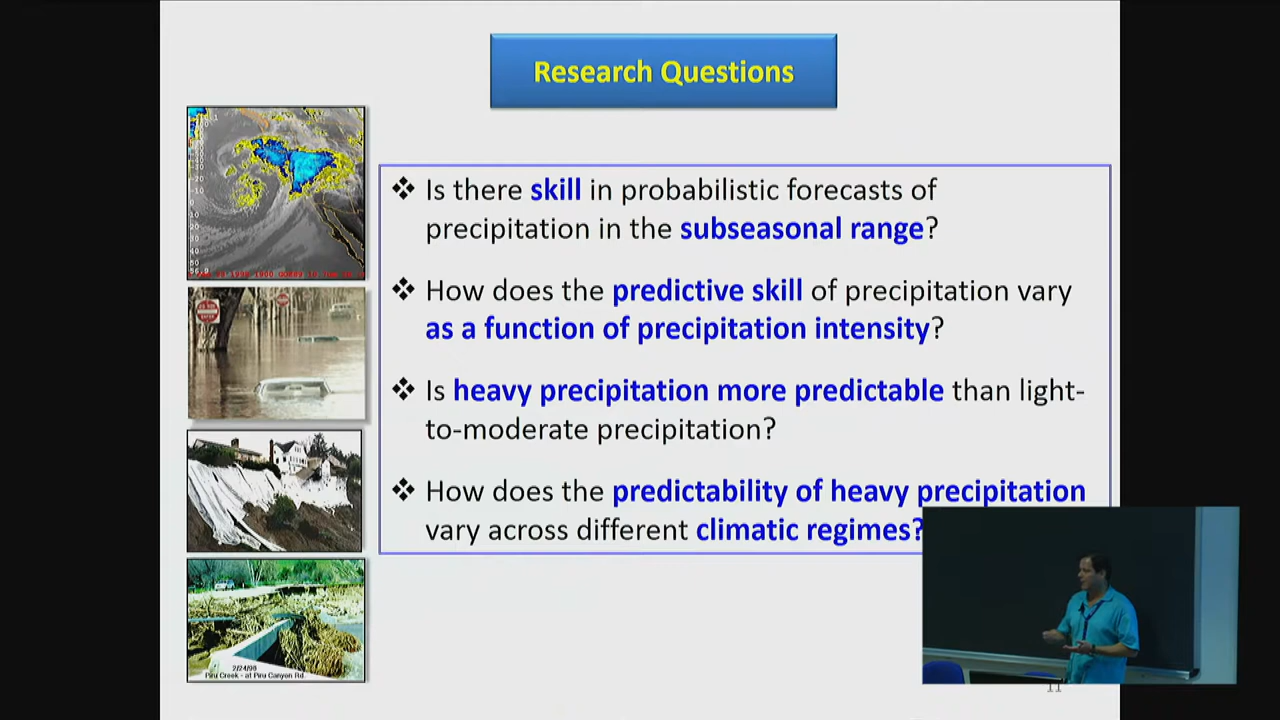 Research Questions
❖ Is there skill in probabilistic forecasts of
precipitation in the subseasonal range?
❖ How does the predictive skill of precipitation vary
as a function of precipitation intensity?
❖ Is heavy precipitation more predictable than light-
to-moderate precipitation?
❖ How does the predictability of heavy precipitation
vary across different climatic regimes?
2/24/98
Piru Creek - at Piru Canyon Rd.
11